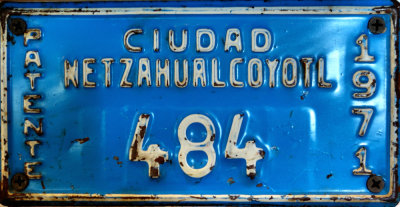 PATENTE
CIUDAD
NETZAHUALCOYOTL
484
1971